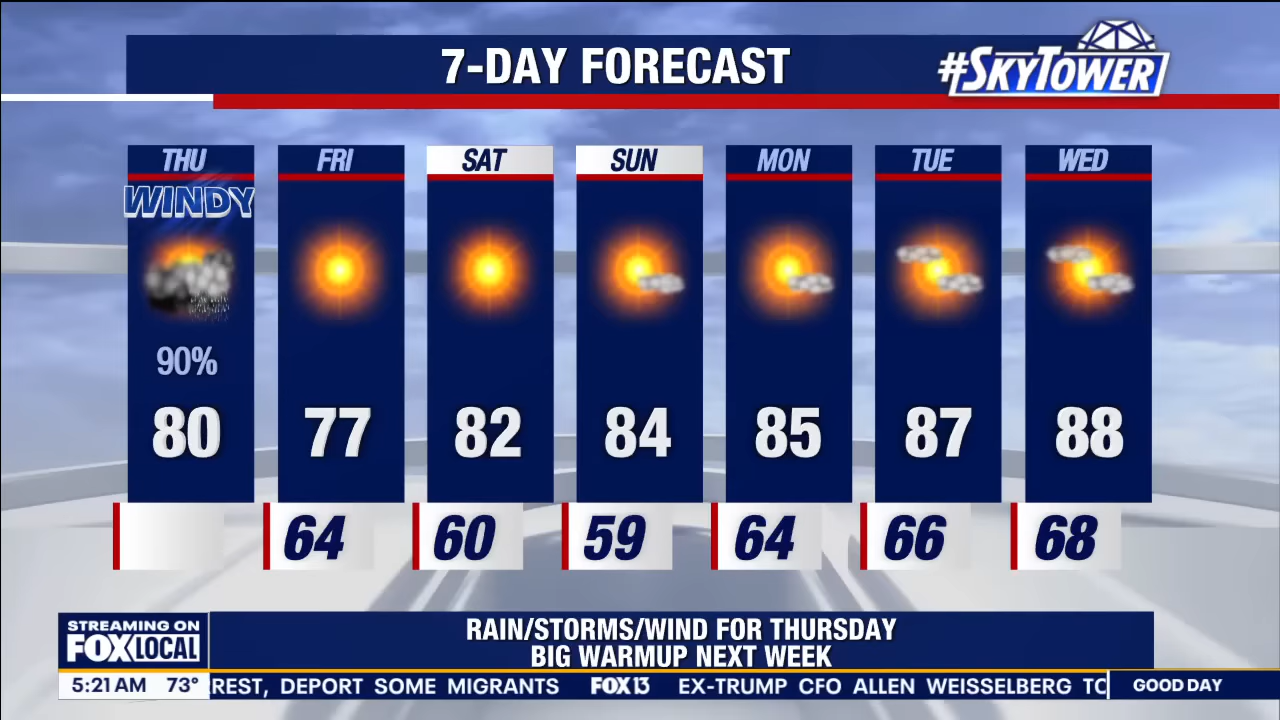 7-DAY FORECAST
#SKYTOWER
THU FRI SAT SUN MON TUE WED
WINDY
90%
80 77 82 84 85 87 88
64 60 59 64 66 68
STREAMING ON
FOX LOCAL
RAIN/STORMS/WIND FOR THURSDAY
BIG WARMUP NEXT WEEK
5:21 AM 73° REST, DEPORT SOME MIGRANTS FOX 13 EX-TRUMP CFO ALLEN WEISSELBERG TO GOOD DAY